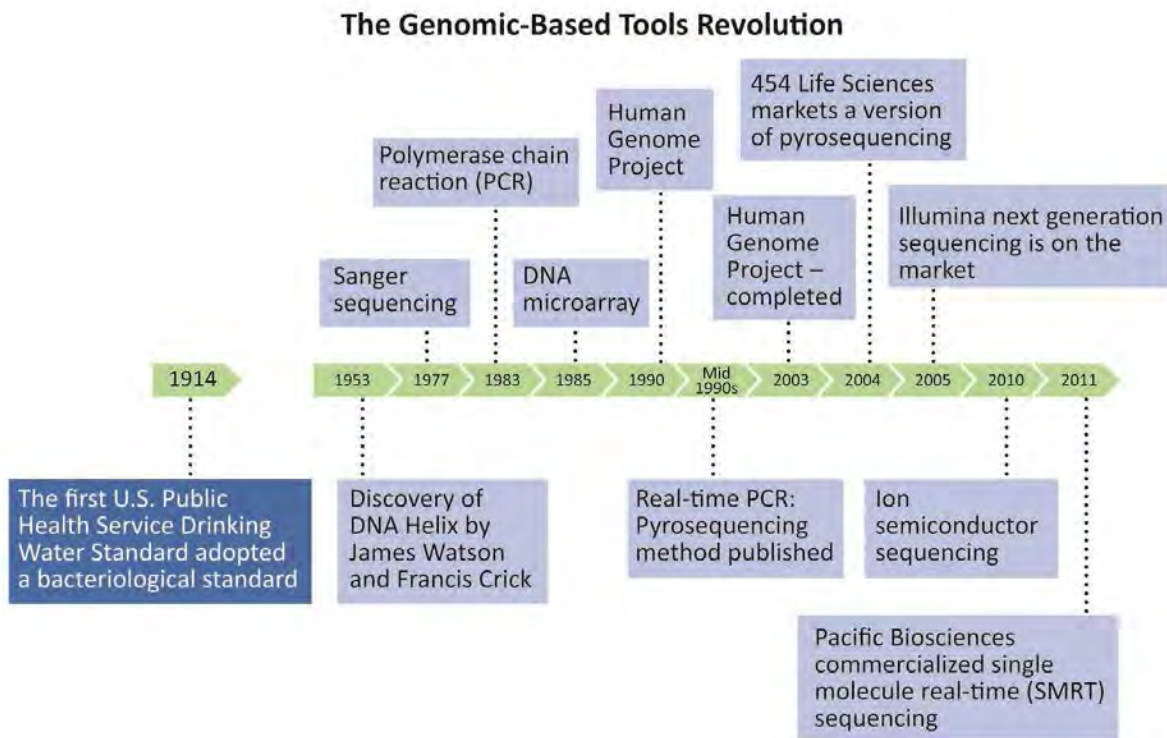 The Genomic-Based Tools Revolution
454 Life Sciences
markets a version
of pyrosequencing
Human
Genome
Project
Polymerase chain
reaction (PCR)
Human
Genome
Project –
completed
Illumina next generation
sequencing is on the
market
Sanger
sequencing
DNA
microarray
1914
1953
1977
1983
1985
1990
Mid
1990s
2003
2004
2005
2010
2011
The first U.S. Public
Health Service Drinking
Water Standard adopted
a bacteriological standard
Discovery of
DNA Helix by
James Watson
and Francis Crick
Real-time PCR:
Pyrosequencing
method published
Ion
semiconductor
sequencing
Pacific Biosciences
commercialized single
molecule real-time (SMRT)
sequencing